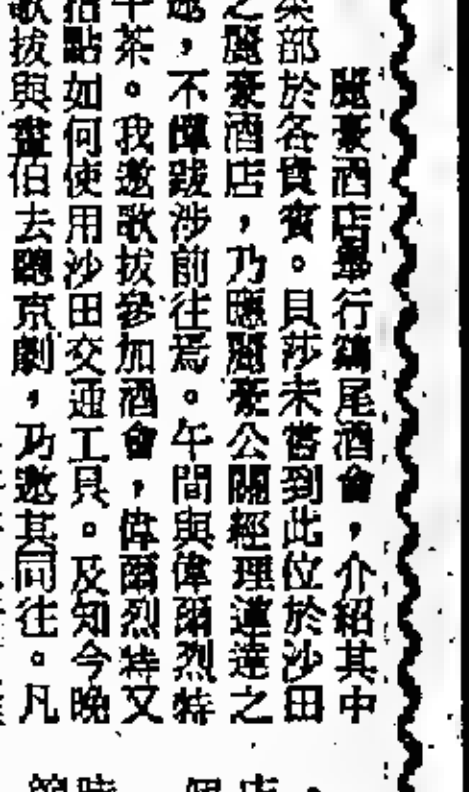 麗豪酒店舉行鷄尾酒會，介紹其中
菜部於各貴賓。貝莎未嘗到此位於沙田
之麗豪酒店，乃應麗豪公關經理蓮達之
，不憚跋涉前往焉。午間與偉爾烈特
午茶。我邀歌拔參加酒會，偉爾烈特又
指點如何使用沙田交通工具。及知今晚
歌拔與畫伯去聽京劇，乃邀其同往。凡